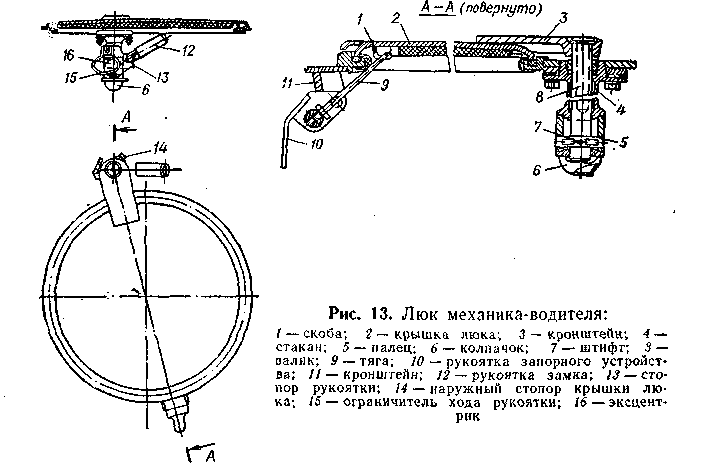 А—А (повернуто)
16
12
15
13
6
1
2
3
11
9
10
8
4
7
5
6
А
14
А
Рис. 13. Люк механика-водителя:
1 — скоба; 2 — крышка люка; 3 — кронштейн; 4 —
стакан; 5 — палец; 6 — колпачок; 7 — штифт; 3 —
валик; 9 — тяга; 10 — рукоятка запорного устройст-
ва; 11 — кронштейн; 12 — рукоятка замка; 13 — сто-
пор рукоятки; 14 — наружный стопор крышки лю-
ка; 15 — ограничитель хода рукоятки; 16 — эксцент-
рик